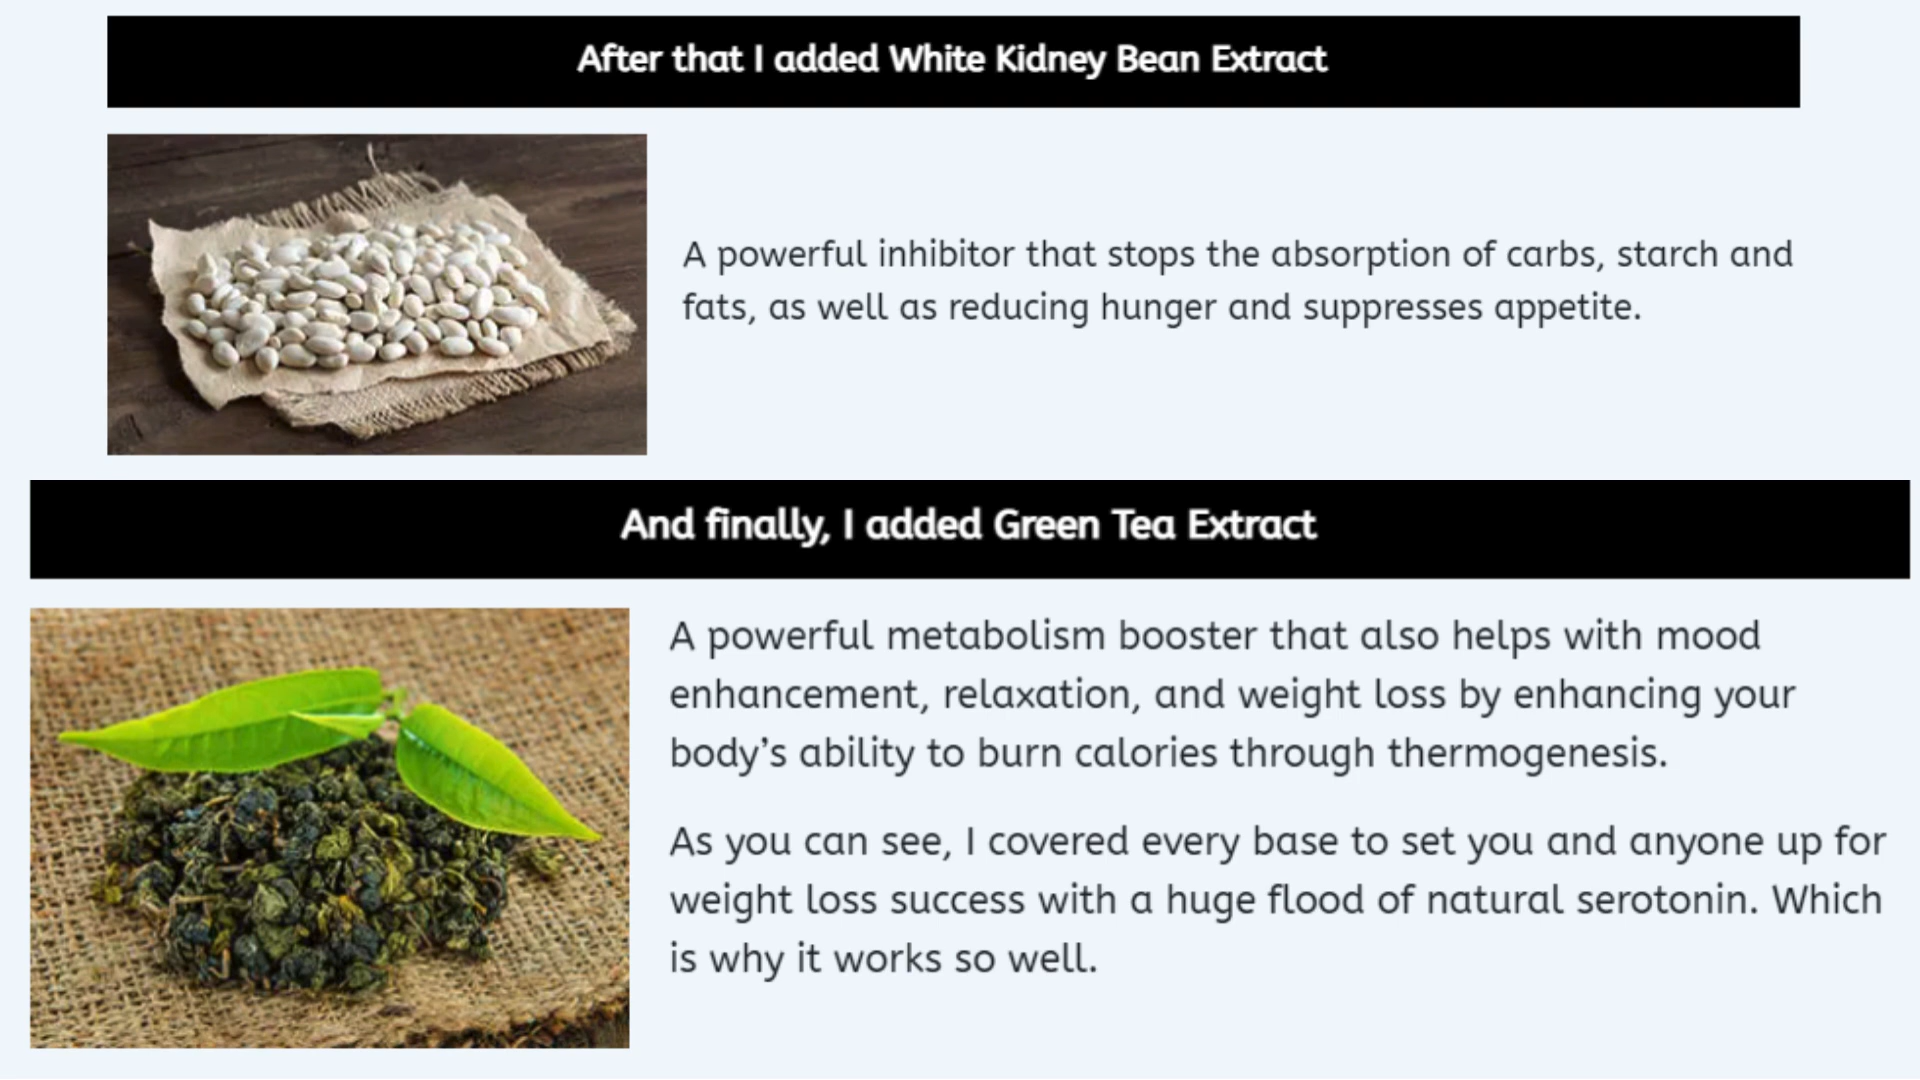 After that I added White Kidney Bean Extract
A powerful inhibitor that stops the absorption of carbs, starch and
fats, as well as reducing hunger and suppresses appetite.
And finally, I added Green Tea Extract
A powerful metabolism booster that also helps with mood
enhancement, relaxation, and weight loss by enhancing your
body’s ability to burn calories through thermogenesis.
As you can see, I covered every base to set you and anyone up for
weight loss success with a huge flood of natural serotonin. Which
is why it works so well.